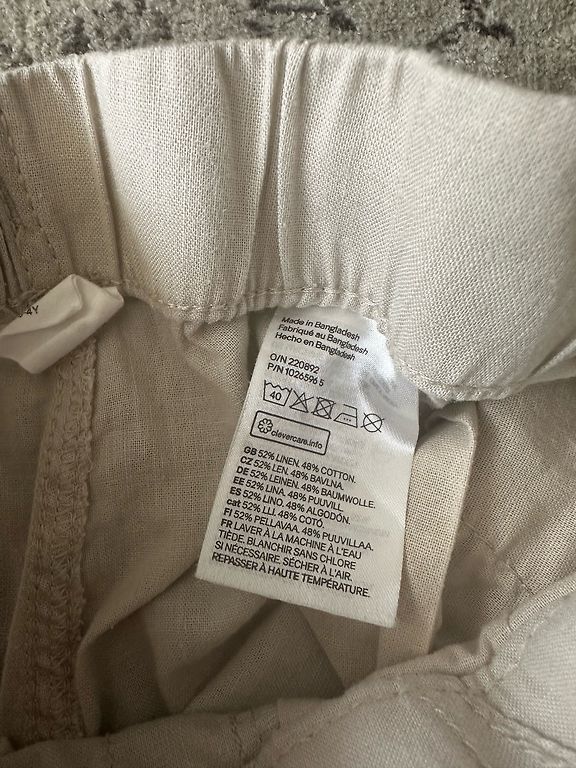 4Y
Made in Bangladesh
Fabriqué au Bangladesh
Hecho en Bangladesh
O/N 220892
P/N 1026596 5
40
clevercare.info
GB 52% LINEN. 48% COTTON.
CZ 52% LEN. 48% BAVLNA.
DE 52% LEINEN. 48% BAUMWOLLE.
EE 52% LINA. 48% PUUVILL.
ES 52% LINO. 48% ALGODÓN.
cat 52% LLI. 48% COTÓ.
FI 52% PELLAVAA. 48% PUUVILLAA.
FR LAVER À LA MACHINE À L'EAU
TIÈDE. BLANCHIR SANS CHLORE
SI NÉCESSAIRE. SÉCHER À L'AIR.
REPASSER À HAUTE TEMPÉRATURE.